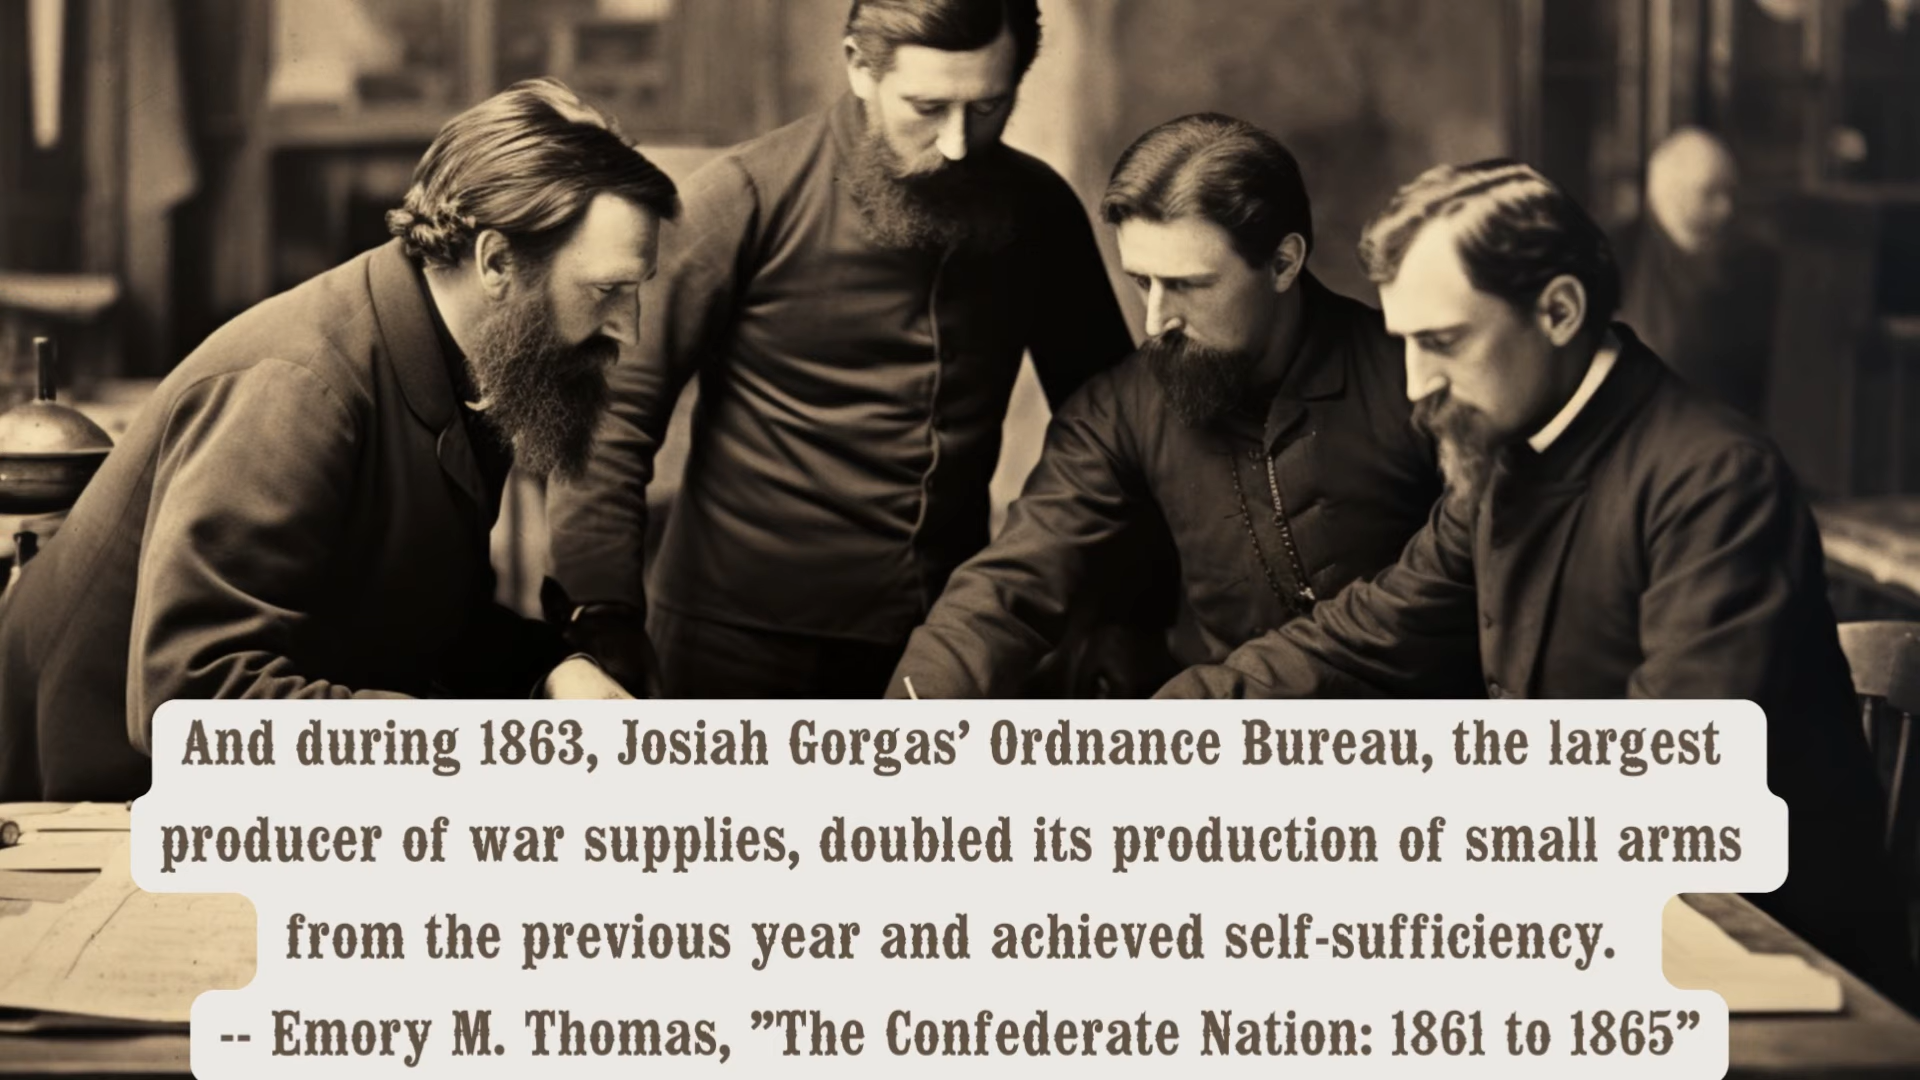 And during 1863, Josiah Gorgas’ Ordnance Bureau, the largest
producer of war supplies, doubled its production of small arms
from the previous year and achieved self-sufficiency.
-- Emory M. Thomas, ”The Confederate Nation: 1861 to 1865”